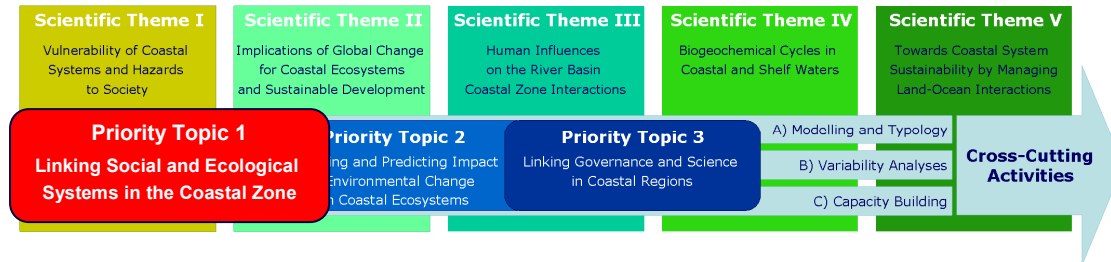 Scientific Theme I
Vulnerability of Coastal
Systems and Hazards
to Society
Scientific Theme II
Implications of Global Change
for Coastal Ecosystems
and Sustainable Development
Scientific Theme III
Human Influences
on the River Basin
Coastal Zone Interactions
Scientific Theme IV
Biogeochemical Cycles in
Coastal and Shelf Waters
Scientific Theme V
Towards Coastal System
Sustainability by Managing
Land-Ocean Interactions
Priority Topic 1
Linking Social and Ecological
Systems in the Coastal Zone
Priority Topic 2
and Predicting Impact
Environmental Change
Coastal Ecosystems
Priority Topic 3
Linking Governance and Science
in Coastal Regions
A) Modelling and Typology
B) Variability Analyses
C) Capacity Building
Cross-Cutting
Activities